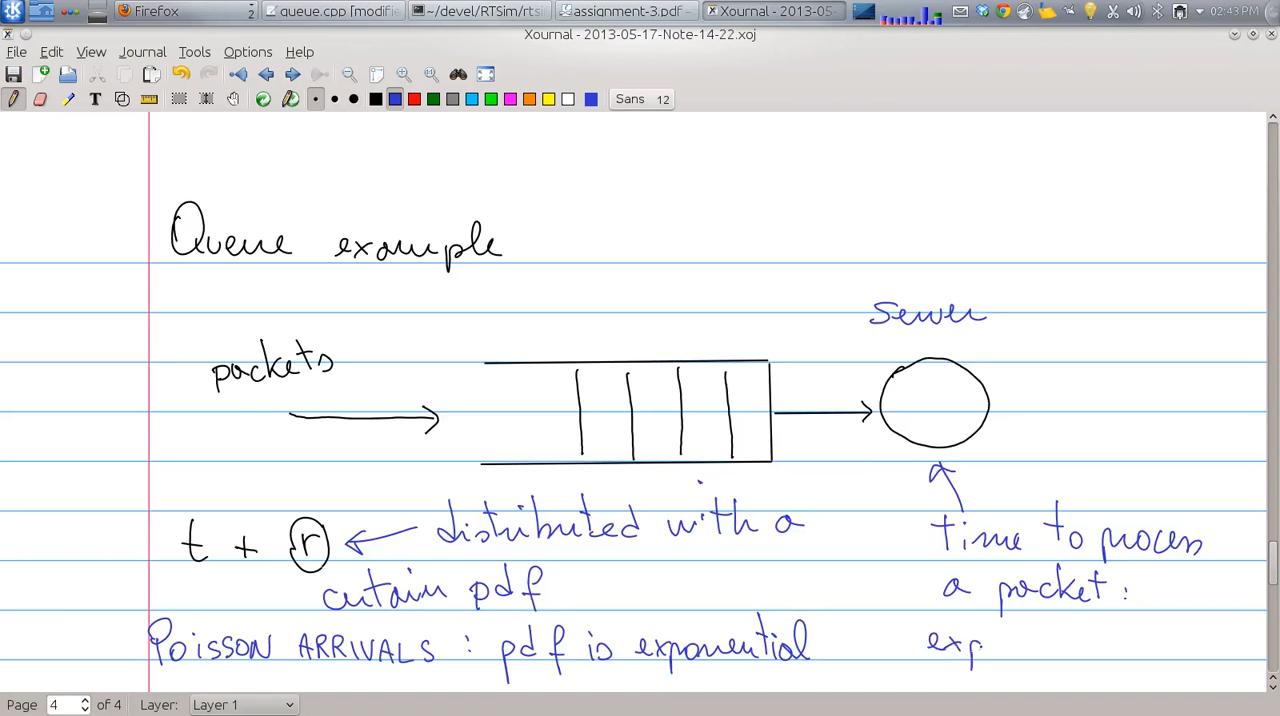 Firefox 2 queue.cpp [modifie ~/devel/RTSim/rtsi assignment-3.pdf - Xournal - 2013-05- 02:43 PM
Xournal - 2013-05-17-Note-14-22.xoj
File Edit View Journal Tools Options Help
Sans 12
Queue example
Server
packets
t + r ← distributed with a
certain pdf
time to process
a packet :
POISSON ARRIVALS : pdf is exponential
exp
Page 4 of 4 Layer: Layer 1